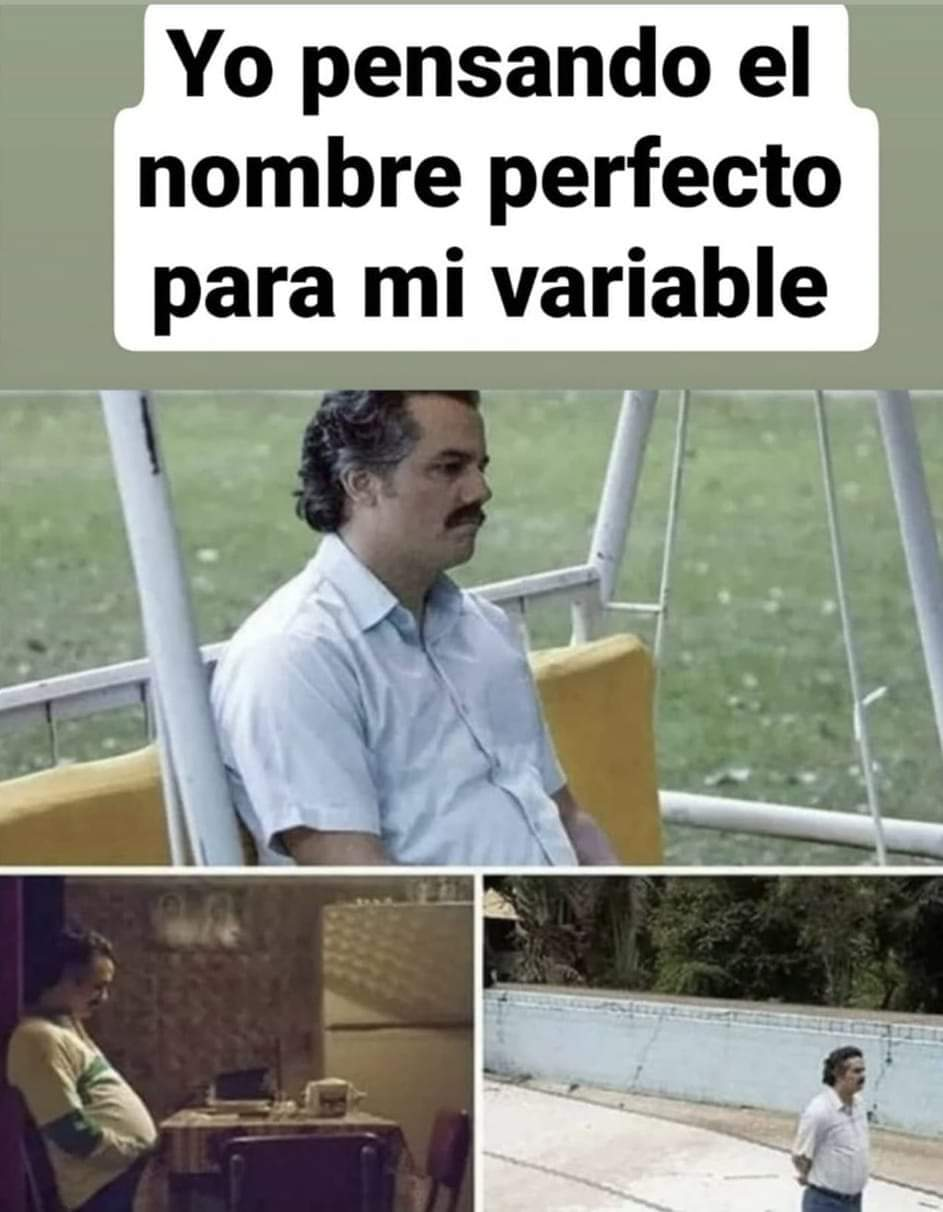 Yo pensando el
nombre perfecto
para mi variable